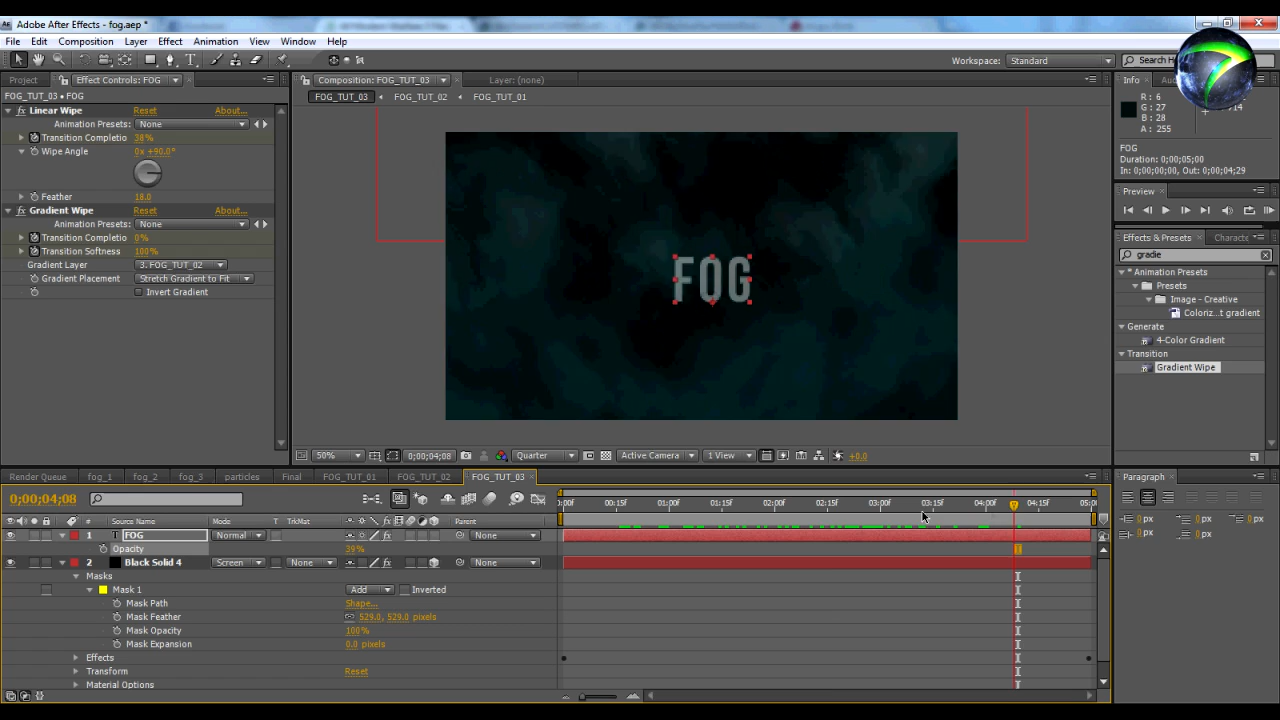 Adobe After Effects - fog.aep *
File Edit Composition Layer Effect Animation View Window Help
Workspace: Standard
Search H
Project Effect Controls: FOG
FOG_TUT_03 • FOG
Linear Wipe Reset About...
Animation Presets: None
Transition Completio 38%
Wipe Angle 0x +90.0°
Feather 18.0
Gradient Wipe Reset About...
Animation Presets: None
Transition Completio 0%
Transition Softness 100%
Gradient Layer 3. FOG_TUT_02
Gradient Placement Stretch Gradient to Fit
Invert Gradient
Composition: FOG_TUT_03 Layer: (none)
FOG_TUT_03 FOG_TUT_02 FOG_TUT_01
FOG
50% 0;00;04;08 Quarter Active Camera 1 View +0.0
Info
R: 6
G: 27
B: 28
A: 255
FOG
Duration: 0;00;05;00
In: 0;00;00;00, Out: 0;00;04;29
Preview
Effects & Presets Characte
gradie
* Animation Presets
Presets
Image - Creative
Coloriz...t gradient
Generate
4-Color Gradient
Transition
Gradient Wipe
Render Queue fog_1 fog_2 fog_3 particles Final FOG_TUT_01 FOG_TUT_02 FOG_TUT_03
0;00;04;08
:00f 00:15f 01:00f 01:15f 02:00f 02:15f 03:00f 03:15f 04:00f 04:15f 05:0
# Source Name Mode T TrkMat Parent
1 T FOG Normal None
Opacity 39%
2 Black Solid 4 Screen None None
Masks
Mask 1 Add Inverted
Mask Path Shape...
Mask Feather 529.0, 529.0 pixels
Mask Opacity 100%
Mask Expansion 0.0 pixels
Effects
Transform Reset
Material Options
Paragraph
0 px 0 px 0 px
0 px 0 px